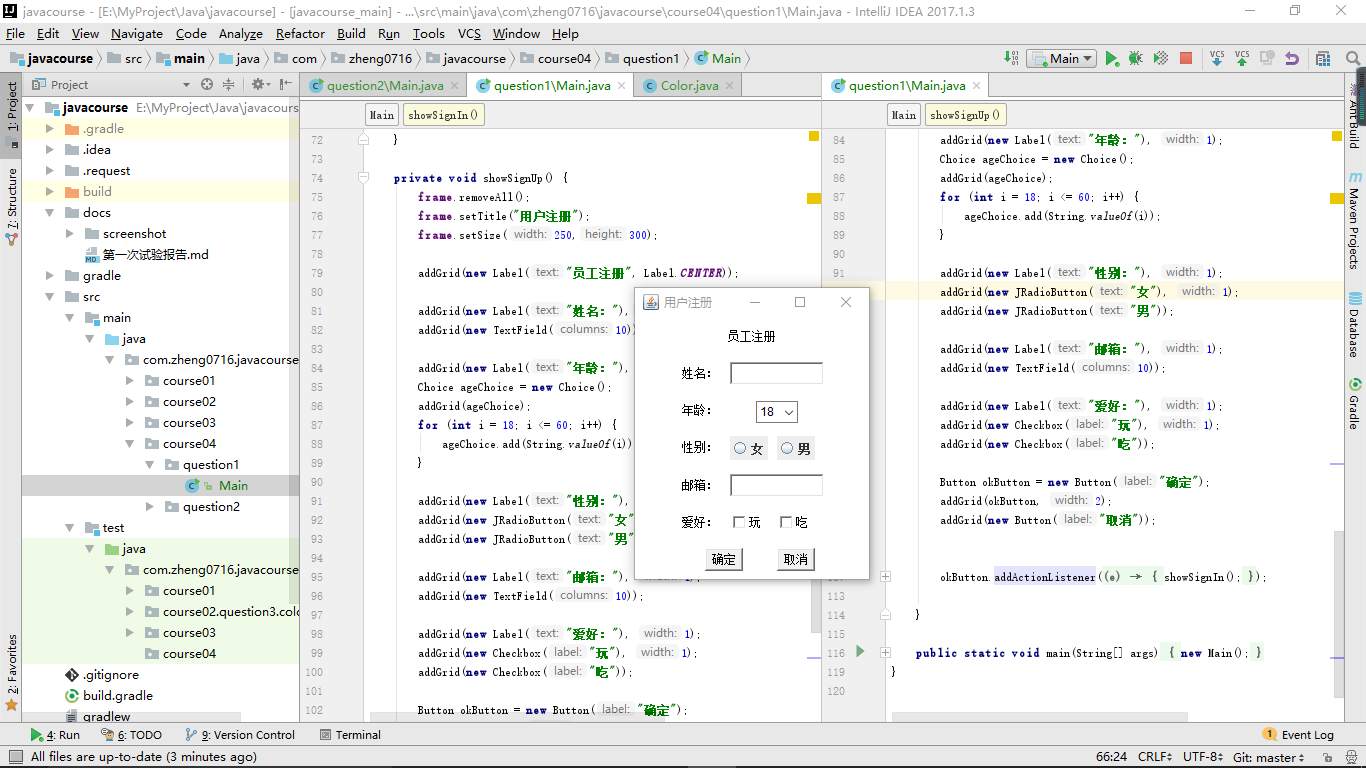 javacourse - [E:\MyProject\Java\javacourse] - [javacourse_main] - ...\src\main\java\com\zheng0716\javacourse\course04\question1\Main.java - IntelliJ IDEA 2017.1.3
File Edit View Navigate Code Analyze Refactor Build Run Tools VCS Window Help
javacourse src main java com zheng0716 javacourse course04 question1 Main
Main
VCS VCS
Project
question2\Main.java question1\Main.java Color.java
question1\Main.java
1: Project
7: Structure
2: Favorites
javacourse E:\MyProject\Java\javacours
.gradle
.idea
.request
build
docs
screenshot
第一次试验报告.md
gradle
src
main
java
com.zheng0716.javacourse
course01
course02
course03
course04
question1
Main
question2
test
java
com.zheng0716.javacourse
course01
course02.question3.colo
course03
course04
.gitignore
build.gradle
gradlew
Main showSignIn()
72 }
73
74 private void showSignUp() {
75 frame.removeAll();
76 frame.setTitle("用户注册");
77 frame.setSize( width: 250, height: 300);
78
79 addGrid(new Label( text: "员工注册", Label.CENTER));
80
81 addGrid(new Label( text: "姓名: "),
82 addGrid(new TextField( columns: 10))
83
84 addGrid(new Label( text: "年龄: "),
85 Choice ageChoice = new Choice();
86 addGrid(ageChoice);
87 for (int i = 18; i <= 60; i++) {
88 ageChoice.add(String.valueOf(i))
89 }
90
91 addGrid(new Label( text: "性别: "),
92 addGrid(new JRadioButton( text: "女"
93 addGrid(new JRadioButton( text: "男"
94
95 addGrid(new Label( text: "邮箱: "), width: 1);
96 addGrid(new TextField( columns: 10));
97
98 addGrid(new Label( text: "爱好: "), width: 1);
99 addGrid(new Checkbox( label: "玩"), width: 1);
100 addGrid(new Checkbox( label: "吃"));
101
102 Button okButton = new Button( label: "确定");
用户注册
员工注册
姓名:
年龄: 18
性别: 女 男
邮箱:
爱好: 玩 吃
确定 取消
Main showSignUp()
84 addGrid(new Label( text: "年龄: "), width: 1);
85 Choice ageChoice = new Choice();
86 addGrid(ageChoice);
87 for (int i = 18; i <= 60; i++) {
88 ageChoice.add(String.valueOf(i));
89 }
90
91 addGrid(new Label( text: "性别: "), width: 1);
addGrid(new JRadioButton( text: "女"), width: 1);
addGrid(new JRadioButton( text: "男"));
addGrid(new Label( text: "邮箱: "), width: 1);
addGrid(new TextField( columns: 10));
addGrid(new Label( text: "爱好: "), width: 1);
addGrid(new Checkbox( label: "玩"), width: 1);
addGrid(new Checkbox( label: "吃"));
Button okButton = new Button( label: "确定");
addGrid(okButton, width: 2);
addGrid(new Button( label: "取消"));
okButton.addActionListener((e) → { showSignIn(); });
113
114 }
115
116 public static void main(String[] args) { new Main(); }
119 }
120
Ant Build
Maven Projects
Database
Gradle
4: Run 6: TODO 9: Version Control Terminal 1 Event Log
All files are up-to-date (3 minutes ago) 66:24 CRLF UTF-8 Git: master